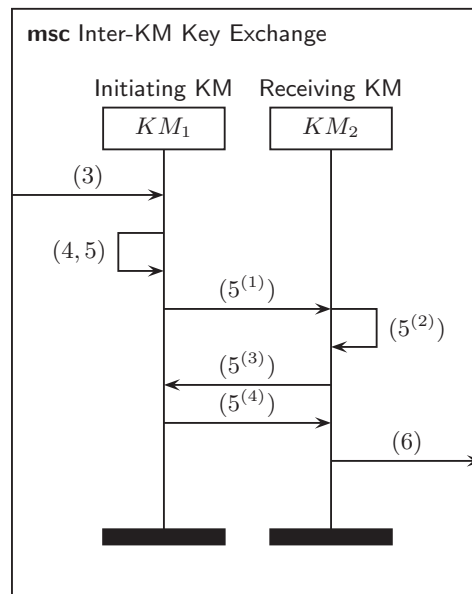 msc Inter-KM Key Exchange
Initiating KM Receiving KM
KM₁ KM₂
(3)
(4, 5)
(5⁽¹⁾)
(5⁽²⁾)
(5⁽³⁾)
(5⁽⁴⁾)
(6)